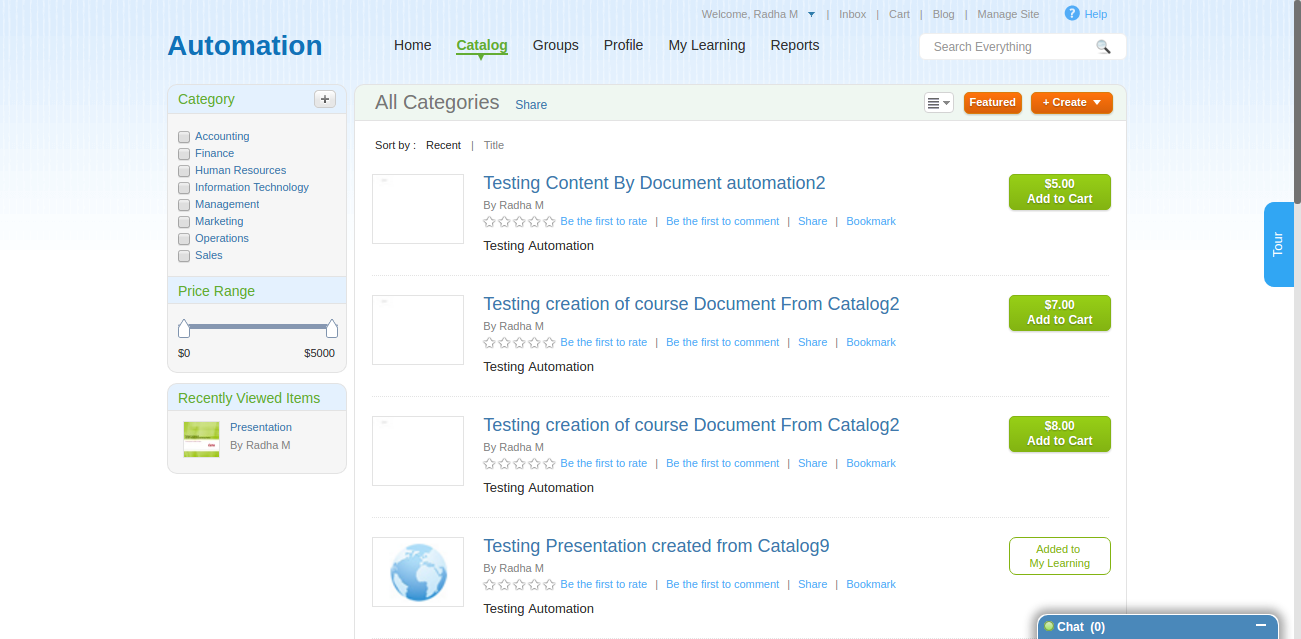 Welcome, Radha M | Inbox | Cart | Blog | Manage Site ? Help
Automation
Home Catalog Groups Profile My Learning Reports
Search Everything
Category +
Accounting
Finance
Human Resources
Information Technology
Management
Marketing
Operations
Sales
Price Range
$0 $5000
Recently Viewed Items
Presentation
By Radha M
All Categories Share
Featured + Create
Sort by : Recent | Title
Testing Content By Document automation2
By Radha M
Be the first to rate | Be the first to comment | Share | Bookmark
Testing Automation
$5.00
Add to Cart
Testing creation of course Document From Catalog2
By Radha M
Be the first to rate | Be the first to comment | Share | Bookmark
Testing Automation
$7.00
Add to Cart
Testing creation of course Document From Catalog2
By Radha M
Be the first to rate | Be the first to comment | Share | Bookmark
Testing Automation
$8.00
Add to Cart
Testing Presentation created from Catalog9
By Radha M
Be the first to rate | Be the first to comment | Share | Bookmark
Testing Automation
Added to
My Learning
Tour
Chat (0)